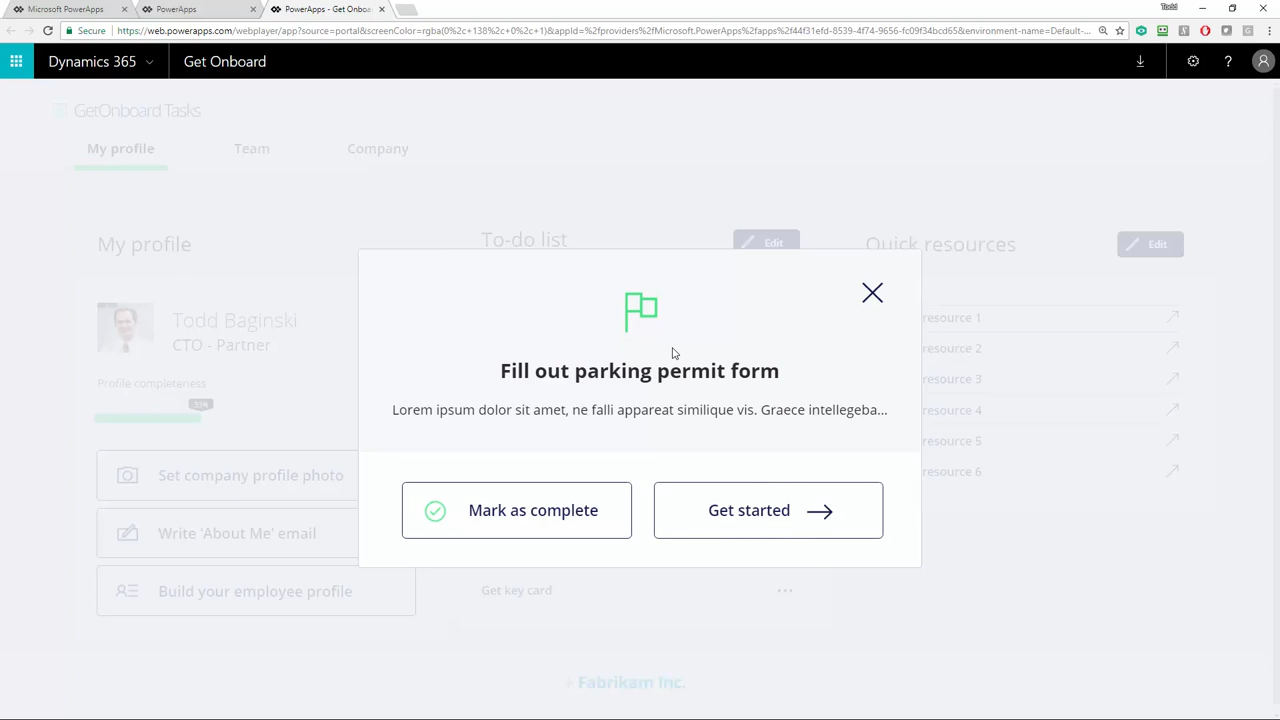 Microsoft PowerApps
PowerApps
PowerApps - Get Onboa
Todd
Secure
https://web.powerapps.com/webplayer/app?source=portal&screenColor=rgba(0%2c+138%2c+0%2c+1)&appId=%2fproviders%2fMicrosoft.PowerApps%2fapps%2f44f31efd-8539-4f74-9656-fc09f34bcd65&environment-name=Default-...
Dynamics 365
Get Onboard
?
GetOnboard Tasks
My profile
Team
Company
My profile
To-do list
Edit
Quick resources
Edit
Todd Baginski
CTO - Partner
Profile completeness
Set company profile photo
Write 'About Me' email
Build your employee profile
Fill out parking permit form
Lorem ipsum dolor sit amet, ne falli appareat similique vis. Graece intellegeba...
Mark as complete
Get started
resource 1
resource 2
resource 3
resource 4
resource 5
resource 6
Get key card
Fabrikam Inc.